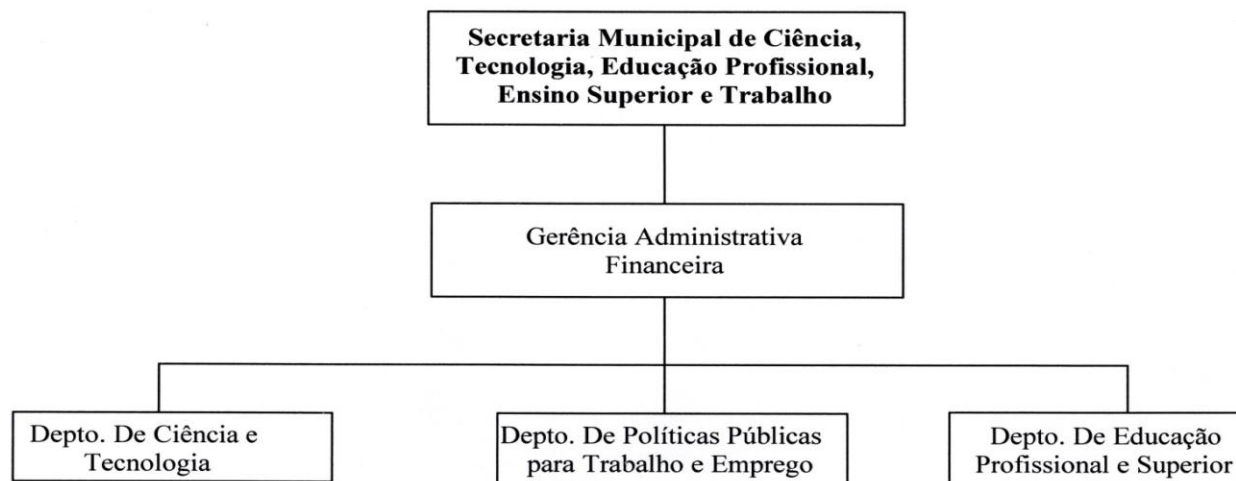 Secretaria Municipal de Ciência,
Tecnologia, Educação Profissional,
Ensino Superior e Trabalho
Gerência Administrativa
Financeira
Depto. De Ciência e
Tecnologia
Depto. De Políticas Públicas
para Trabalho e Emprego
Depto. De Educação
Profissional e Superior